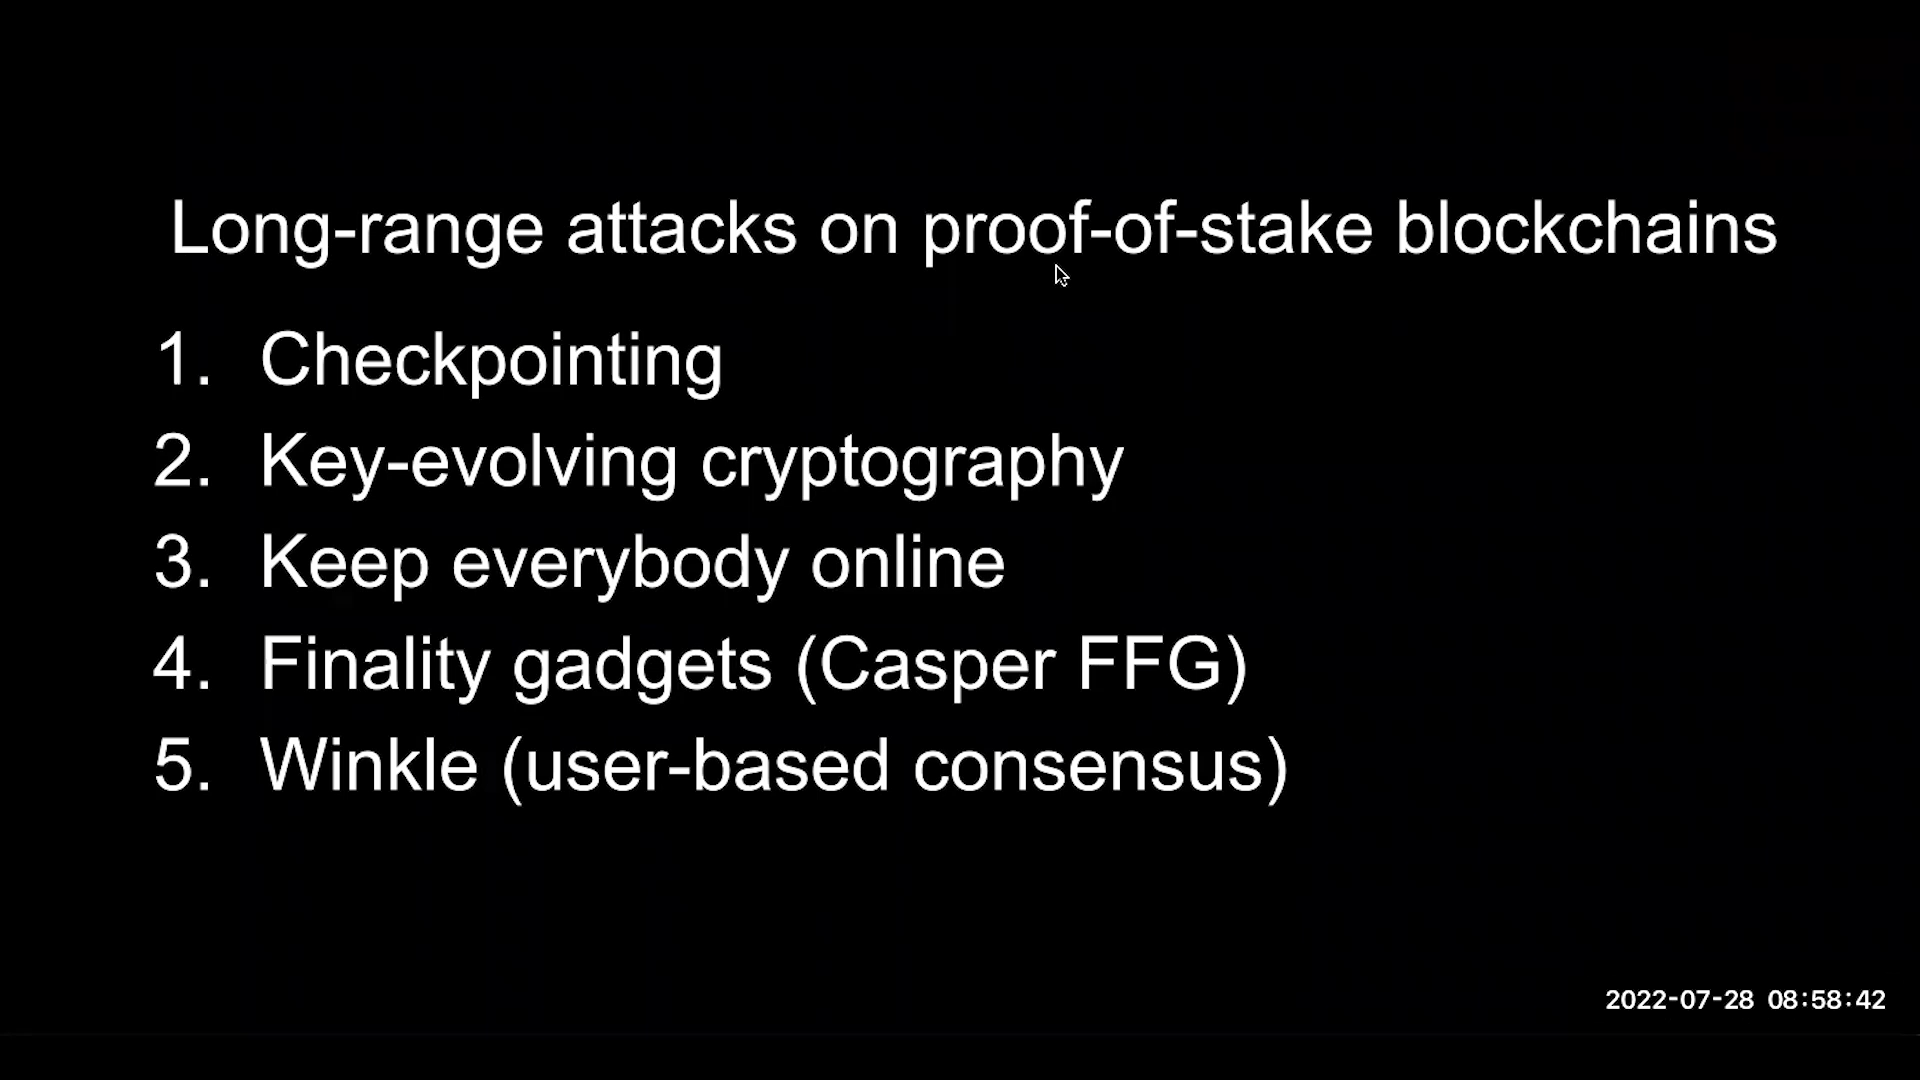 Long-range attacks on proof-of-stake blockchains
1. Checkpointing
2. Key-evolving cryptography
3. Keep everybody online
4. Finality gadgets (Casper FFG)
5. Winkle (user-based consensus)
2022-07-28 08:58:42